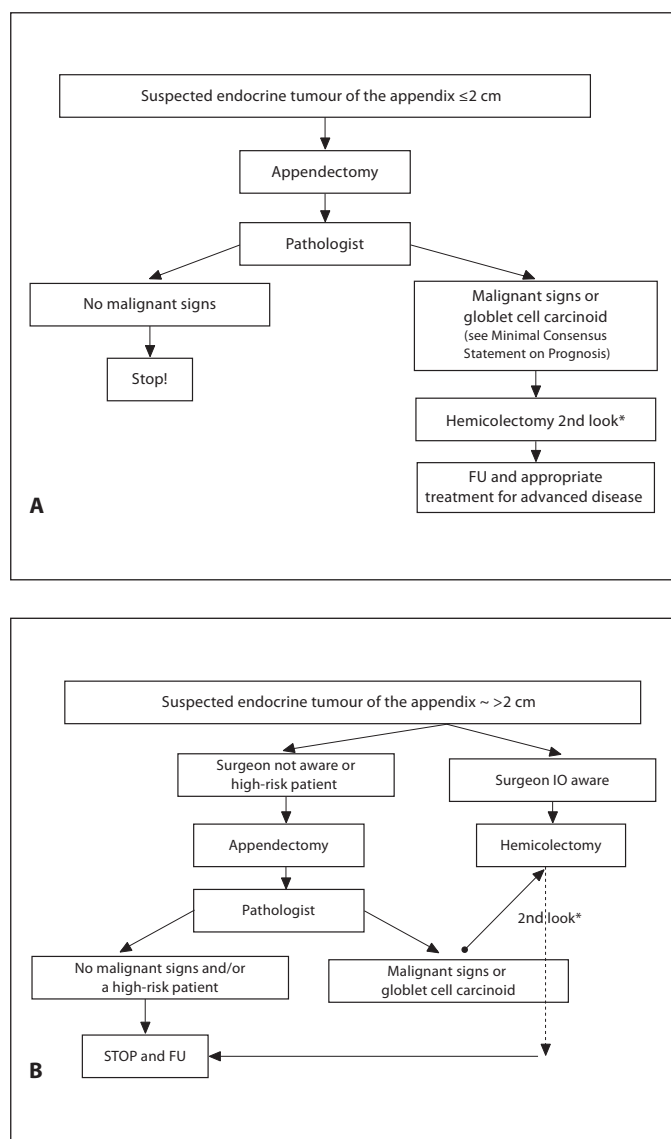 Suspected endocrine tumour of the appendix ≤2 cm
Appendectomy
Pathologist
No malignant signs
Stop!
Malignant signs or
globlet cell carcinoid
(see Minimal Consensus
Statement on Prognosis)
Hemicolectomy 2nd look*
FU and appropriate
treatment for advanced disease
A
Suspected endocrine tumour of the appendix ~ >2 cm
Surgeon not aware or
high-risk patient
Surgeon IO aware
Appendectomy
Hemicolectomy
Pathologist
2nd look*
No malignant signs and/or
a high-risk patient
Malignant signs or
globlet cell carcinoid
STOP and FU
B